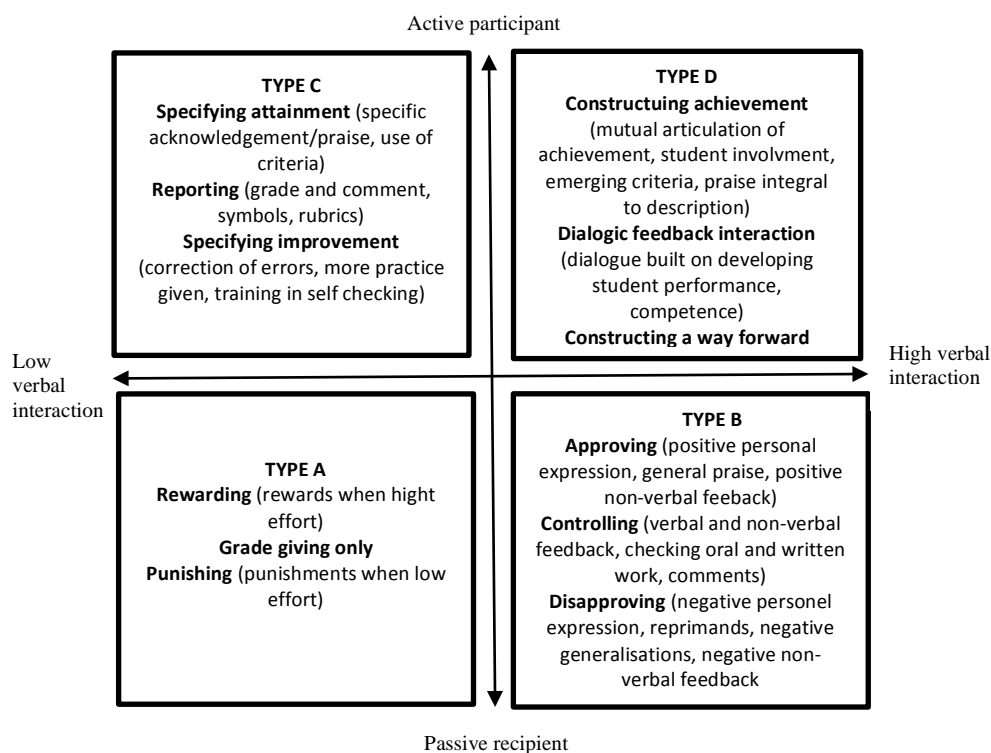 Active participant
TYPE C
Specifying attainment (specific
acknowledgement/praise, use of
criteria)
Reporting (grade and comment,
symbols, rubrics)
Specifying improvement
(correction of errors, more practice
given, training in self checking)
TYPE D
Constructuing achievement
(mutual articulation of
achievement, student involvment,
emerging criteria, praise integral
to description)
Dialogic feedback interaction
(dialogue built on developing
student performance,
competence)
Constructing a way forward
Low
verbal
interaction
High verbal
interaction
TYPE A
Rewarding (rewards when hight
effort)
Grade giving only
Punishing (punishments when low
effort)
TYPE B
Approving (positive personal
expression, general praise, positive
non-verbal feeback)
Controlling (verbal and non-verbal
feedback, checking oral and written
work, comments)
Disapproving (negative personel
expression, reprimands, negative
generalisations, negative non-
verbal feedback
Passive recipient